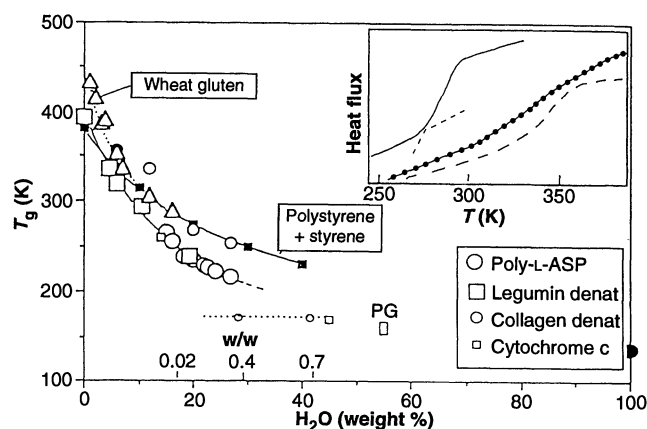 500
400
300
200
100
T_g (K)
Wheat gluten
Polystyrene
+ styrene
PG
w/w
0.02
0.4
0.7
0
20
40
60
80
100
H₂O (weight %)
Heat flux
250
300
350
T (K)
Poly-L-ASP
Legumin denat
Collagen denat
Cytochrome c